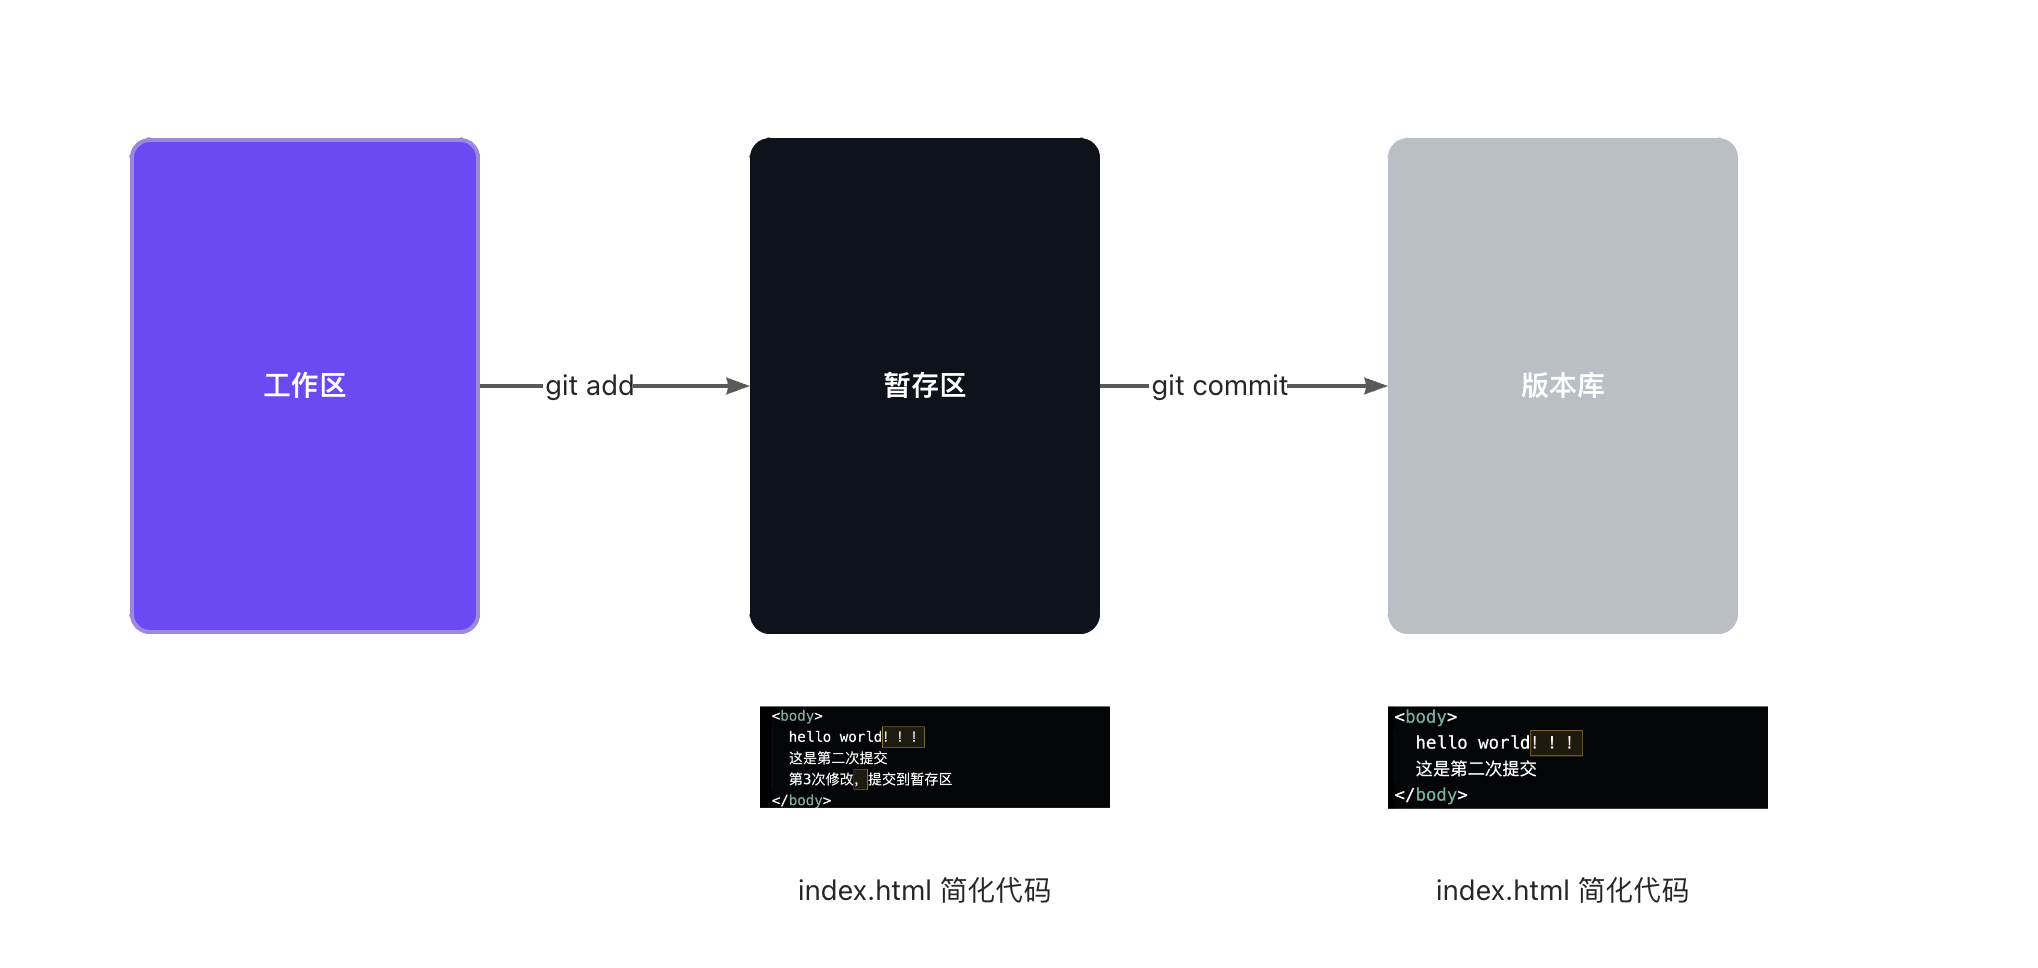 工作区
git add
暂存区
git commit
版本库
<body>
hello world！！！
这是第二次提交
第3次修改，提交到暂存区
</body>
index.html 简化代码
<body>
hello world！！！
这是第二次提交
</body>
index.html 简化代码